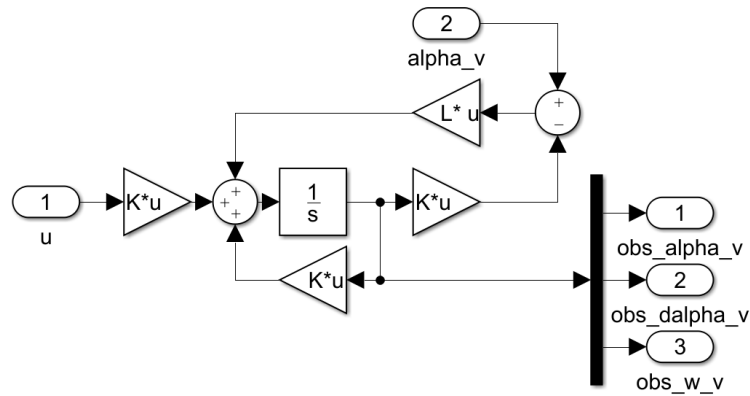 2
alpha_v
+
−
L* u
1
u
K*u
+
+
+
1
s
K*u
K*u
1
obs_alpha_v
2
obs_dalpha_v
3
obs_w_v